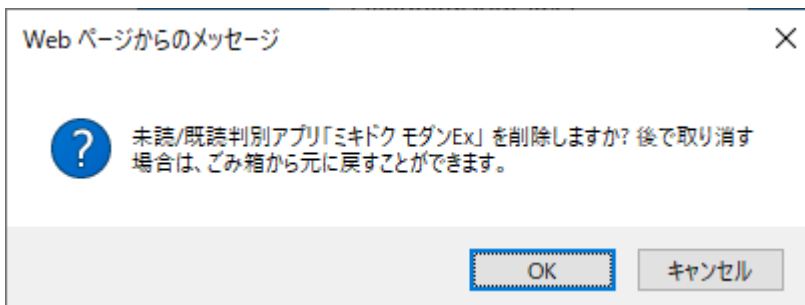 Web ページからのメッセージ
未読/既読判別アプリ「ミキドク モダンEx」を削除しますか? 後で取り消す
場合は、ごみ箱から元に戻すことができます。
OK
キャンセル